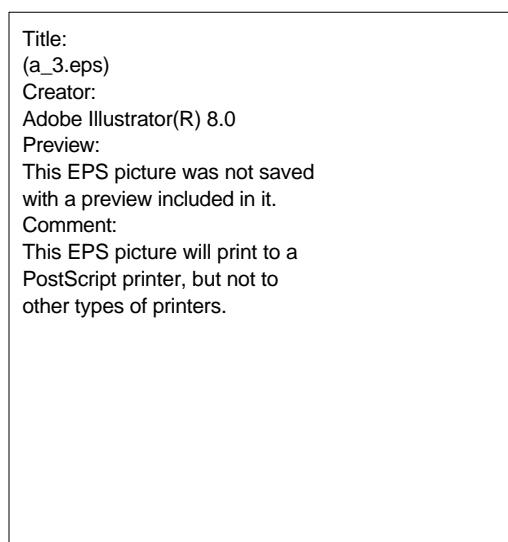 Title:
(a_3.eps)
Creator:
Adobe Illustrator(R) 8.0
Preview:
This EPS picture was not saved
with a preview included in it.
Comment:
This EPS picture will print to a
PostScript printer, but not to
other types of printers.